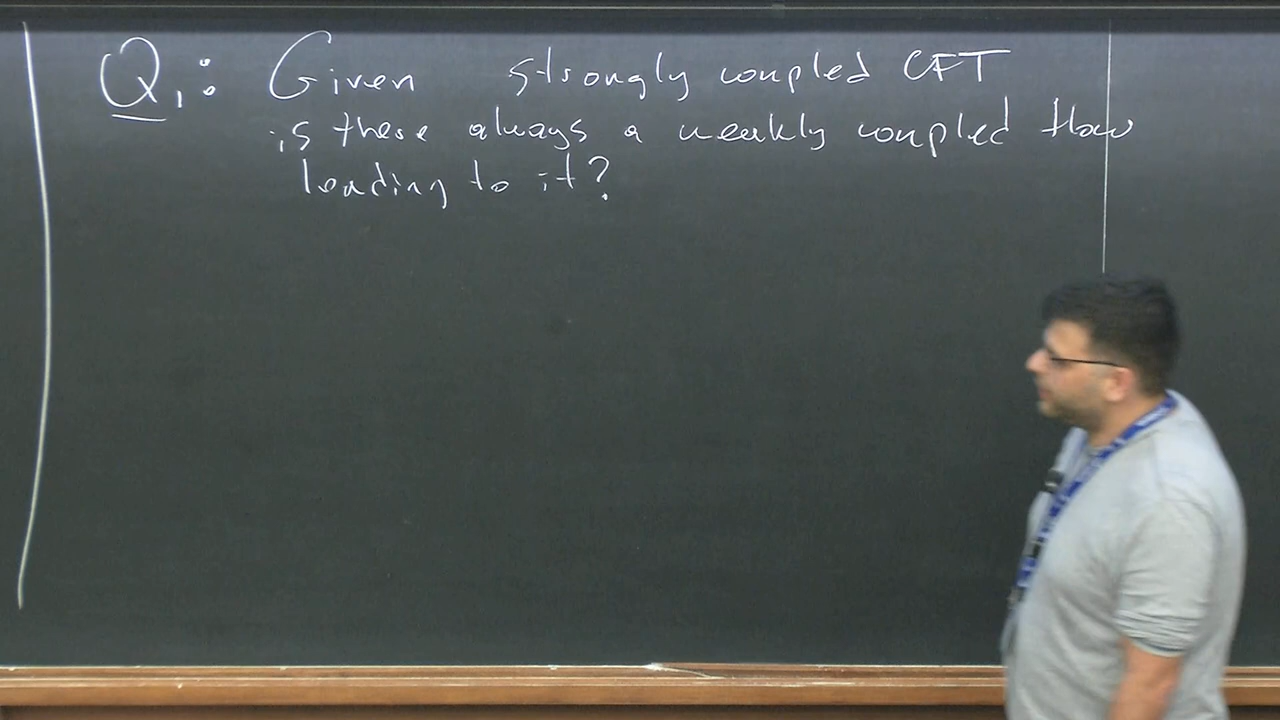 Q₁: Given strongly coupled CFT
is there always a weakly coupled flow
leading to it?